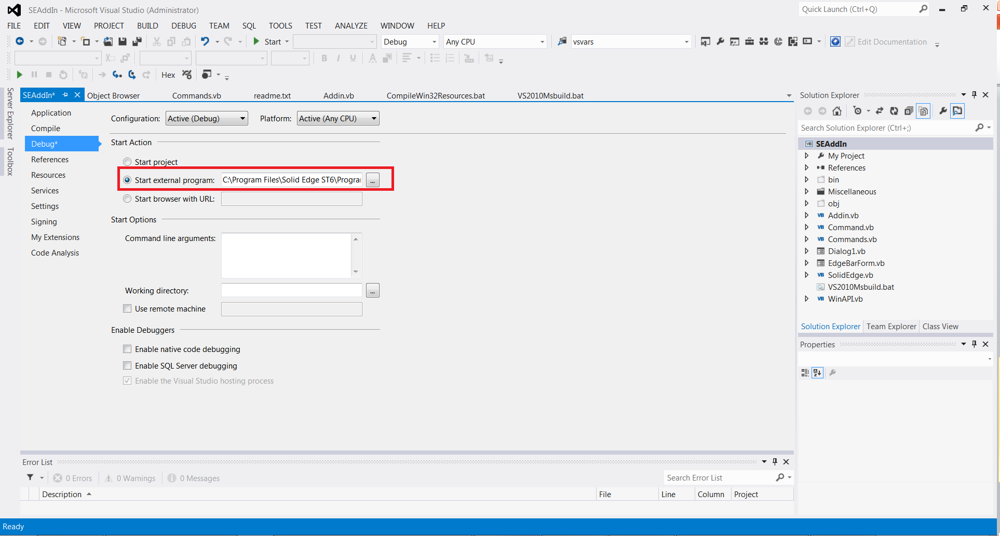 SEAddIn - Microsoft Visual Studio (Administrator)
Quick Launch (Ctrl+Q)
FILE EDIT VIEW PROJECT BUILD DEBUG TEAM SQL TOOLS TEST ANALYZE WINDOW HELP
Start Debug Any CPU vsvars Edit Documentation
B I U A
Hex
Server Explorer
Toolbox
SEAddIn* Object Browser Commands.vb readme.txt Addin.vb CompileWin32Resources.bat VS2010Msbuild.bat
Application
Compile
Debug*
References
Resources
Services
Settings
Signing
My Extensions
Code Analysis
Configuration: Active (Debug) Platform: Active (Any CPU)
Start Action
Start project
Start external program: C:\Program Files\Solid Edge ST6\Progra
...
Start browser with URL:
Start Options
Command line arguments:
Working directory:
...
Use remote machine
Enable Debuggers
Enable native code debugging
Enable SQL Server debugging
Enable the Visual Studio hosting process
Solution Explorer
Search Solution Explorer (Ctrl+;)
VB SEAddIn
My Project
References
bin
Miscellaneous
obj
VB Addin.vb
VB Command.vb
VB Commands.vb
Dialog1.vb
EdgeBarForm.vb
VB SolidEdge.vb
VS2010Msbuild.bat
VB WinAPI.vb
Solution Explorer Team Explorer Class View
Properties
Error List
0 Errors 0 Warnings 0 Messages
Search Error List
Description File Line Column Project
Ready